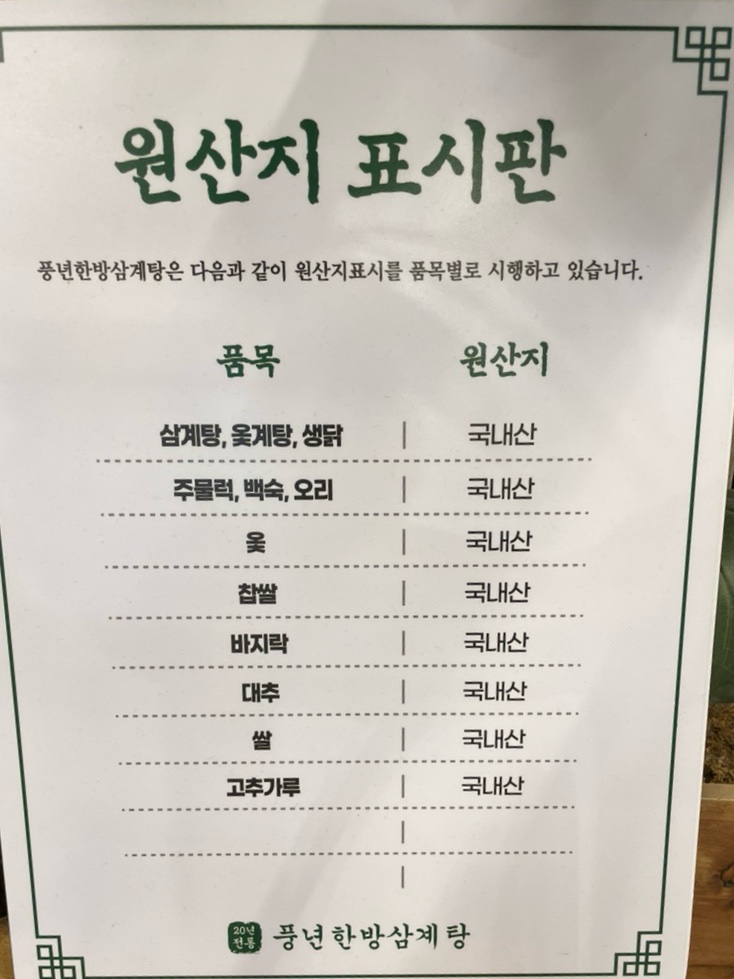 원산지 표시판
풍년한방삼계탕은 다음과 같이 원산지표시를 품목별로 시행하고 있습니다.
품목 원산지
삼계탕, 옻계탕, 생닭 | 국내산
주물럭, 백숙, 오리 | 국내산
옻 | 국내산
찹쌀 | 국내산
바지락 | 국내산
대추 | 국내산
쌀 | 국내산
고추가루 | 국내산
20년 전통 풍년한방삼계탕